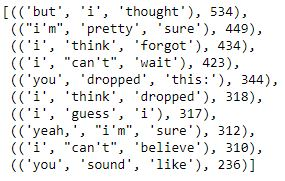 [(('but', 'i', 'thought'), 534),
(("i'm", 'pretty', 'sure'), 449),
(('i', 'think', 'forgot'), 434),
(('i', "can't", 'wait'), 423),
(('you', 'dropped', 'this:'), 344),
(('i', 'think', 'dropped'), 318),
(('i', 'guess', 'i'), 317),
(('yeah,', "i'm", 'sure'), 312),
(('i', "can't", 'believe'), 310),
(('you', 'sound', 'like'), 236)]